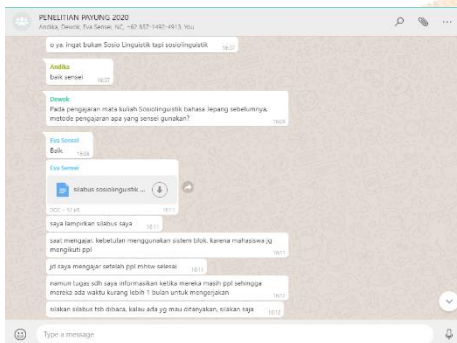 PENELITIAN PAYUNG 2020
Andika, Dewok, Eva Sensei, NC, You
o ya, ingat bukan Sosio Linguistik tapi sosiolinguistik
Andika
baik sensei
Dewok
Pada pengajaran mata kuliah Sosiolinguistik bahasa Jepang sebelumnya,
metode pengajaran apa yang sensei gunakan?
Eva Sensei
Baik
Eva Sensei
silabus sosiolinguistik ...
DOC
saya lampirkan silabus saya
16:11
saat mengajar, kebetulan menggunakan sistem blok, karena mahasiswa jg
mengikuti ppl
jd saya mengajar setelah ppl mhsw selesai
16:11
namun tugas sdh saya informasikan ketika mereka masih ppl sehingga
mereka ada waktu kurang lebih 1 bulan untuk mengerjakan
silakan silabus tsb dibaca, kalau ada yg mau ditanyakan, silakan saja
Type a message